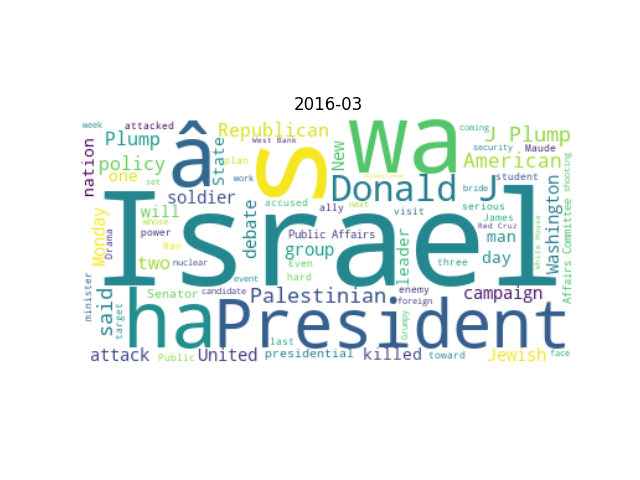 2016-03
week
attacked
Plump
â
State
Republican
West Bank
s
New
wa
coming
J Plump
security
Maude
nation
policy
one
plan
American
student
shooting
set
work
soldier
Donald J
bride
will
accused
ally
next
visit
serious
Monday
Drama
whose
power
debate
Public Affairs
group
leader
James
Red Cruz
man
Washington
White House
Affairs Committee
Israel
two
Ran
nuclear
Even
hard
three
day
minister
said
target
Senator
event
candidate
Palestinian
enemy
foreign
campaign
ha
President
Grumpy
attack
Public
United
last
presidential
killed
toward
Jewish
face